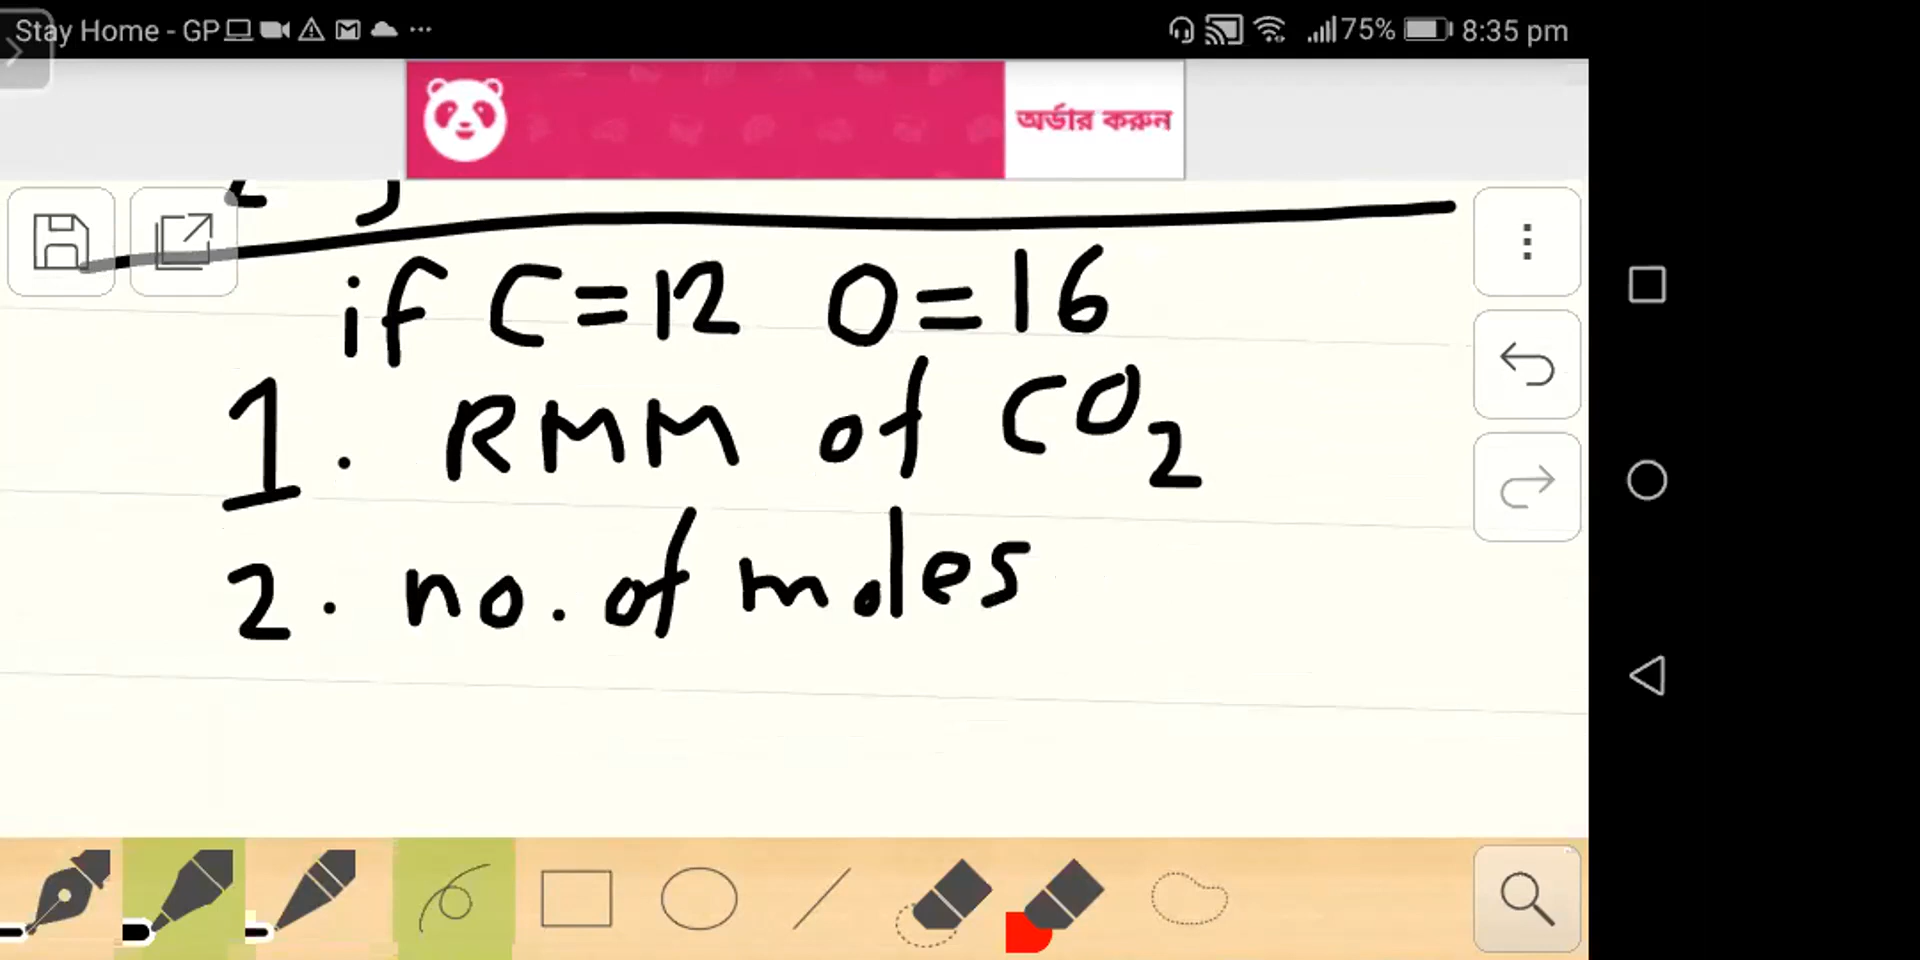 Stay Home - GP 75% 8:35 pm
অর্ডার করুন
if C=12 O=16
1. RMM of CO₂
2. no. of moles